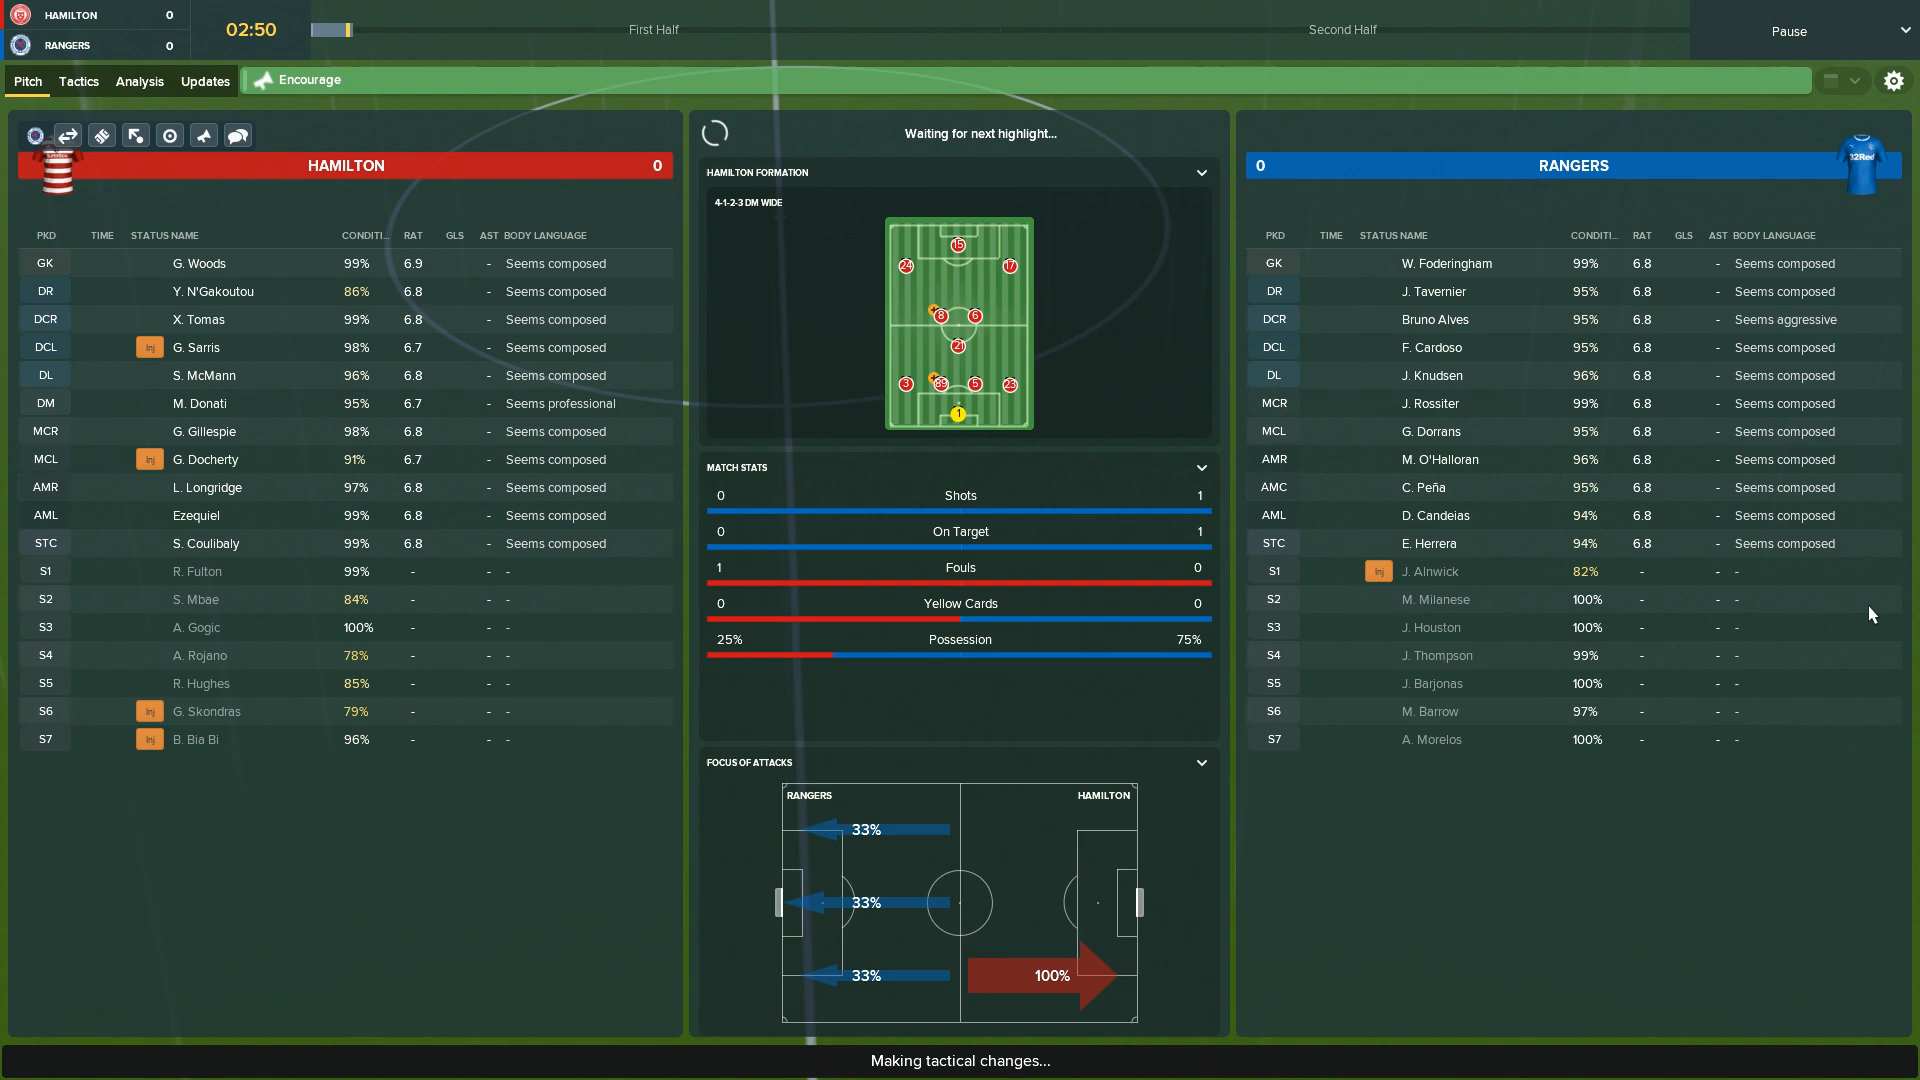 HAMILTON 0
RANGERS 0
02:50
First Half
Second Half
Pause
Pitch Tactics Analysis Updates
Encourage
HAMILTON 0
PKD TIME STATUS NAME CONDITI... RAT GLS AST BODY LANGUAGE
GK G. Woods 99% 6.9 - Seems composed
DR Y. N'Gakoutou 86% 6.8 - Seems composed
DCR X. Tomas 99% 6.8 - Seems composed
DCL Inj G. Sarris 98% 6.7 - Seems composed
DL S. McMann 96% 6.8 - Seems composed
DM M. Donati 95% 6.7 - Seems professional
MCR G. Gillespie 98% 6.8 - Seems composed
MCL Inj G. Docherty 91% 6.7 - Seems composed
AMR L. Longridge 97% 6.8 - Seems composed
AML Ezequiel 99% 6.8 - Seems composed
STC S. Coulibaly 99% 6.8 - Seems composed
S1 R. Fulton 99% - - -
S2 S. Mbae 84% - - -
S3 A. Gogic 100% - - -
S4 A. Rojano 78% - - -
S5 R. Hughes 85% - - -
S6 Inj G. Skondras 79% - - -
S7 Inj B. Bia Bi 96% - - -
Waiting for next highlight...
HAMILTON FORMATION
4-1-2-3 DM WIDE
15
24 17
8 6
21
3 89 5 23
1
MATCH STATS
0 Shots 1
0 On Target 1
1 Fouls 0
0 Yellow Cards 0
25% Possession 75%
FOCUS OF ATTACKS
RANGERS HAMILTON
33%
33%
33% 100%
0 RANGERS
32Red
PKD TIME STATUS NAME CONDITI... RAT GLS AST BODY LANGUAGE
GK W. Foderingham 99% 6.8 - Seems composed
DR J. Tavernier 95% 6.8 - Seems composed
DCR Bruno Alves 95% 6.8 - Seems aggressive
DCL F. Cardoso 95% 6.8 - Seems composed
DL J. Knudsen 96% 6.8 - Seems composed
MCR J. Rossiter 99% 6.8 - Seems composed
MCL G. Dorrans 95% 6.8 - Seems composed
AMR M. O'Halloran 96% 6.8 - Seems composed
AMC C. Peña 95% 6.8 - Seems composed
AML D. Candeias 94% 6.8 - Seems composed
STC E. Herrera 94% 6.8 - Seems composed
S1 Inj J. Alnwick 82% - - -
S2 M. Milanese 100% - - -
S3 J. Houston 100% - - -
S4 J. Thompson 99% - - -
S5 J. Barjonas 100% - - -
S6 M. Barrow 97% - - -
S7 A. Morelos 100% - - -
Making tactical changes...